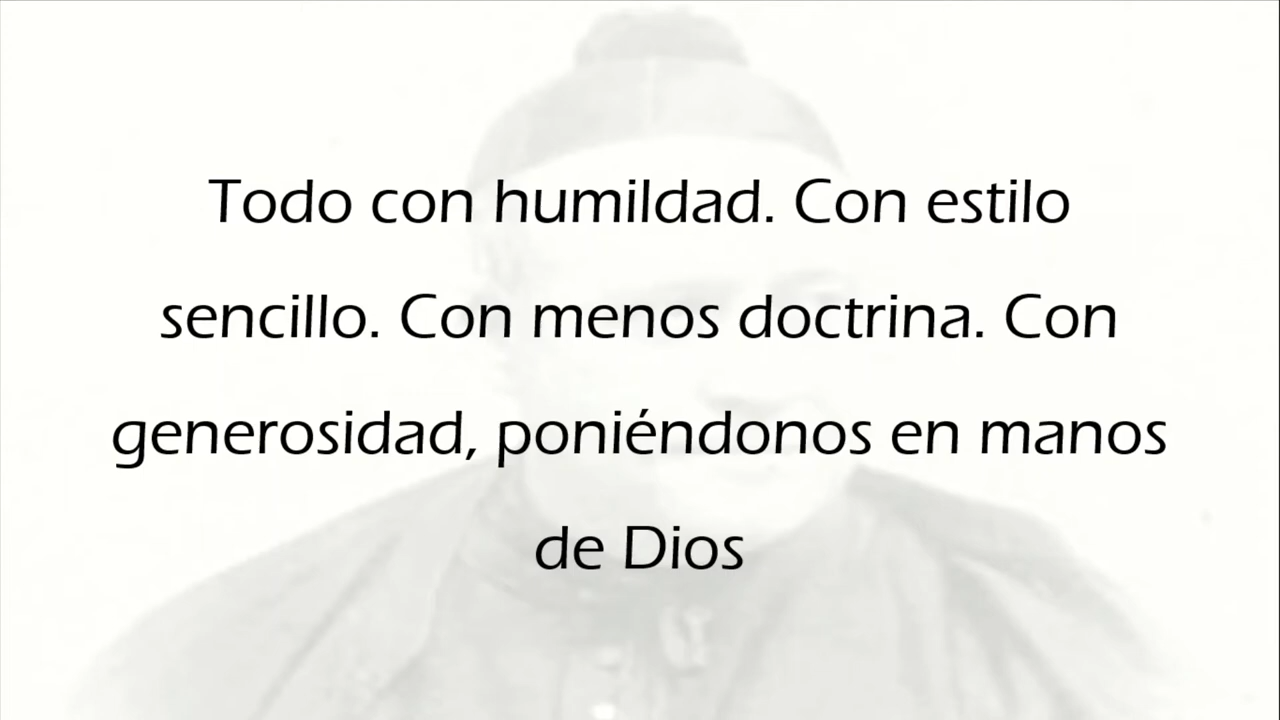 Todo con humildad. Con estilo
sencillo. Con menos doctrina. Con
generosidad, poniéndonos en manos
de Dios